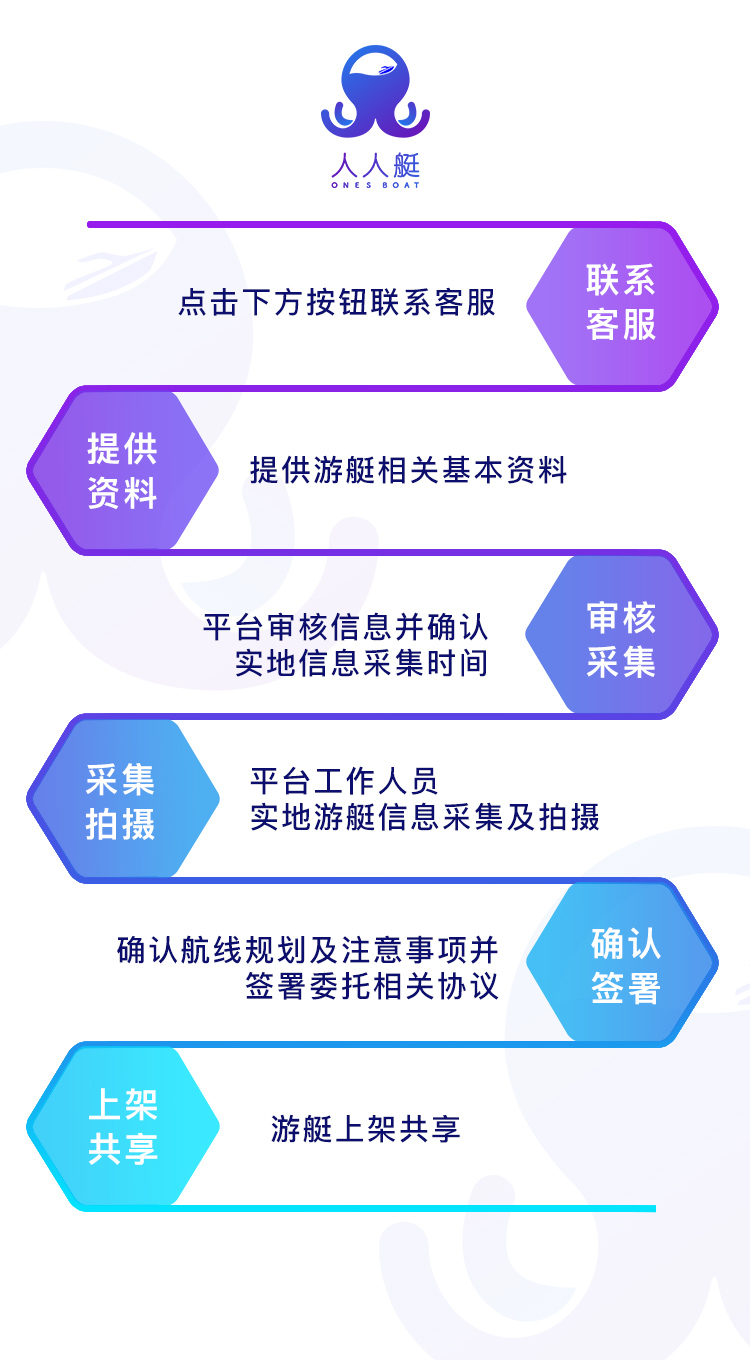 人人艇
ONES BOAT
联系
客服
点击下方按钮联系客服
提供
资料
提供游艇相关基本资料
审核
采集
平台审核信息并确认
实地信息采集时间
采集
拍摄
平台工作人员
实地游艇信息采集及拍摄
确认
签署
确认航线规划及注意事项并
签署委托相关协议
上架
共享
游艇上架共享